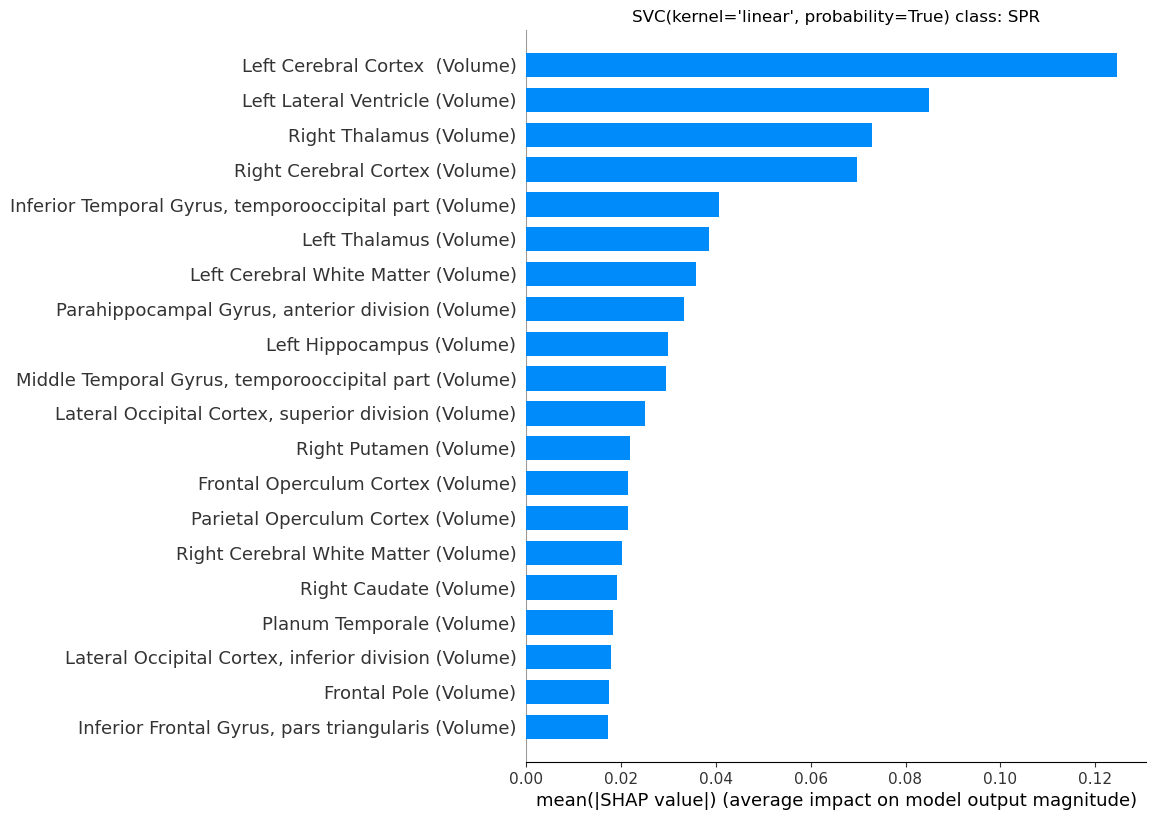 SVC(kernel='linear', probability=True) class: SPR
Left Cerebral Cortex  (Volume)
Left Lateral Ventricle (Volume)
Right Thalamus (Volume)
Right Cerebral Cortex (Volume)
Inferior Temporal Gyrus, temporooccipital part (Volume)
Left Thalamus (Volume)
Left Cerebral White Matter (Volume)
Parahippocampal Gyrus, anterior division (Volume)
Left Hippocampus (Volume)
Middle Temporal Gyrus, temporooccipital part (Volume)
Lateral Occipital Cortex, superior division (Volume)
Right Putamen (Volume)
Frontal Operculum Cortex (Volume)
Parietal Operculum Cortex (Volume)
Right Cerebral White Matter (Volume)
Right Caudate (Volume)
Planum Temporale (Volume)
Lateral Occipital Cortex, inferior division (Volume)
Frontal Pole (Volume)
Inferior Frontal Gyrus, pars triangularis (Volume)
0.00 0.02 0.04 0.06 0.08 0.10 0.12
mean(|SHAP value|) (average impact on model output magnitude)